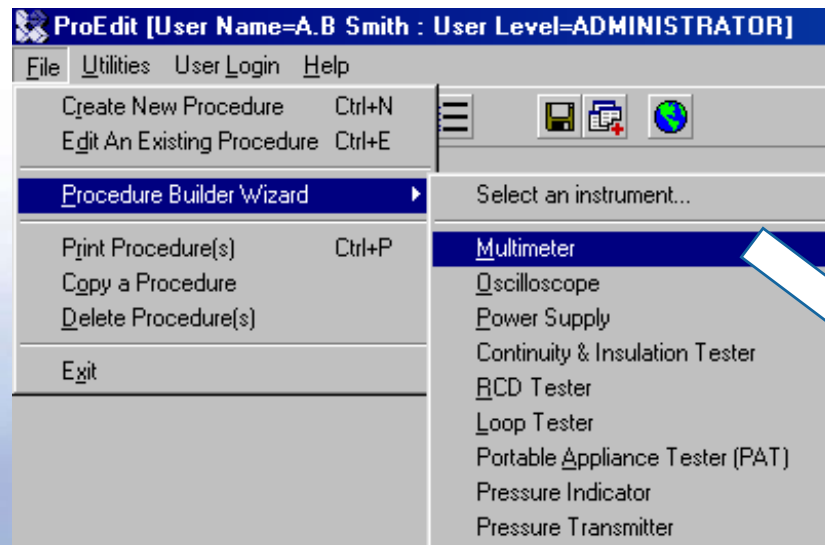 ProEdit [User Name=A.B Smith : User Level=ADMINISTRATOR]
File Utilities User Login Help
Create New Procedure Ctrl+N
Edit An Existing Procedure Ctrl+E
Procedure Builder Wizard
Print Procedure(s) Ctrl+P
Copy a Procedure
Delete Procedure(s)
Exit
Select an instrument...
Multimeter
Oscilloscope
Power Supply
Continuity & Insulation Tester
RCD Tester
Loop Tester
Portable Appliance Tester (PAT)
Pressure Indicator
Pressure Transmitter